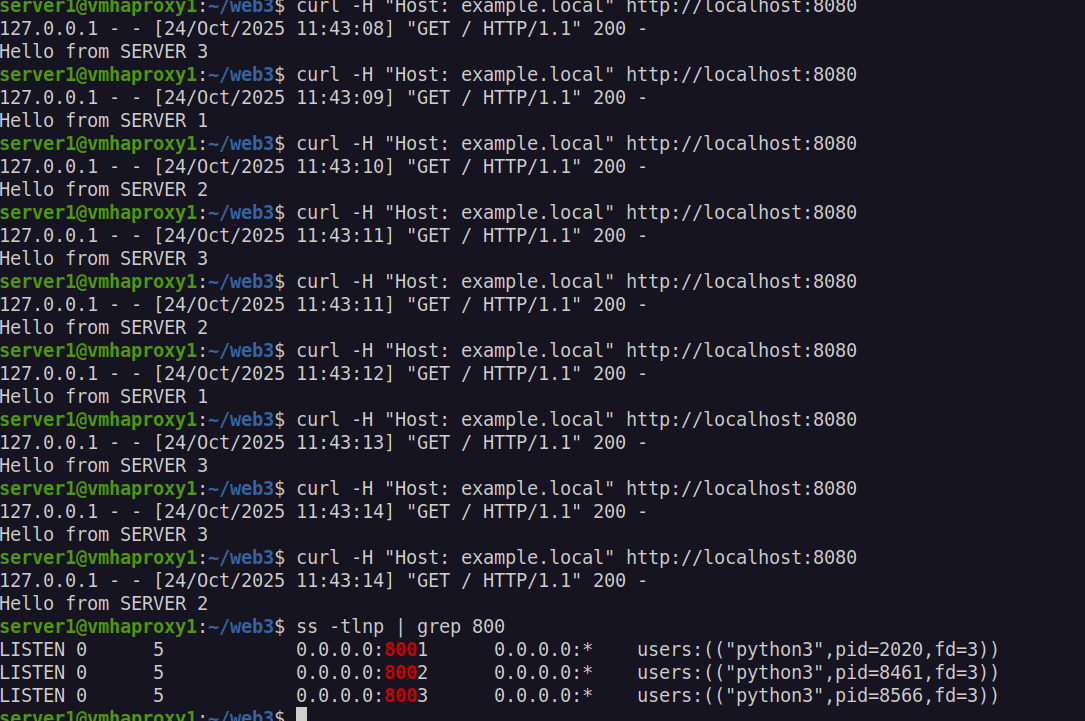 server1@vmhaproxy1:~/web3$ curl -H "Host: example.local" http://localhost:8080
127.0.0.1 - - [24/Oct/2025 11:43:08] "GET / HTTP/1.1" 200 -
Hello from SERVER 3
server1@vmhaproxy1:~/web3$ curl -H "Host: example.local" http://localhost:8080
127.0.0.1 - - [24/Oct/2025 11:43:09] "GET / HTTP/1.1" 200 -
Hello from SERVER 1
server1@vmhaproxy1:~/web3$ curl -H "Host: example.local" http://localhost:8080
127.0.0.1 - - [24/Oct/2025 11:43:10] "GET / HTTP/1.1" 200 -
Hello from SERVER 2
server1@vmhaproxy1:~/web3$ curl -H "Host: example.local" http://localhost:8080
127.0.0.1 - - [24/Oct/2025 11:43:11] "GET / HTTP/1.1" 200 -
Hello from SERVER 3
server1@vmhaproxy1:~/web3$ curl -H "Host: example.local" http://localhost:8080
127.0.0.1 - - [24/Oct/2025 11:43:11] "GET / HTTP/1.1" 200 -
Hello from SERVER 2
server1@vmhaproxy1:~/web3$ curl -H "Host: example.local" http://localhost:8080
127.0.0.1 - - [24/Oct/2025 11:43:12] "GET / HTTP/1.1" 200 -
Hello from SERVER 1
server1@vmhaproxy1:~/web3$ curl -H "Host: example.local" http://localhost:8080
127.0.0.1 - - [24/Oct/2025 11:43:13] "GET / HTTP/1.1" 200 -
Hello from SERVER 3
server1@vmhaproxy1:~/web3$ curl -H "Host: example.local" http://localhost:8080
127.0.0.1 - - [24/Oct/2025 11:43:14] "GET / HTTP/1.1" 200 -
Hello from SERVER 3
server1@vmhaproxy1:~/web3$ curl -H "Host: example.local" http://localhost:8080
127.0.0.1 - - [24/Oct/2025 11:43:14] "GET / HTTP/1.1" 200 -
Hello from SERVER 2
server1@vmhaproxy1:~/web3$ ss -tlnp | grep 800
LISTEN 0      5            0.0.0.0:8001      0.0.0.0:*    users:(("python3",pid=2020,fd=3))
LISTEN 0      5            0.0.0.0:8002      0.0.0.0:*    users:(("python3",pid=8461,fd=3))
LISTEN 0      5            0.0.0.0:8003      0.0.0.0:*    users:(("python3",pid=8566,fd=3))
server1@vmhaproxy1:~/web3$